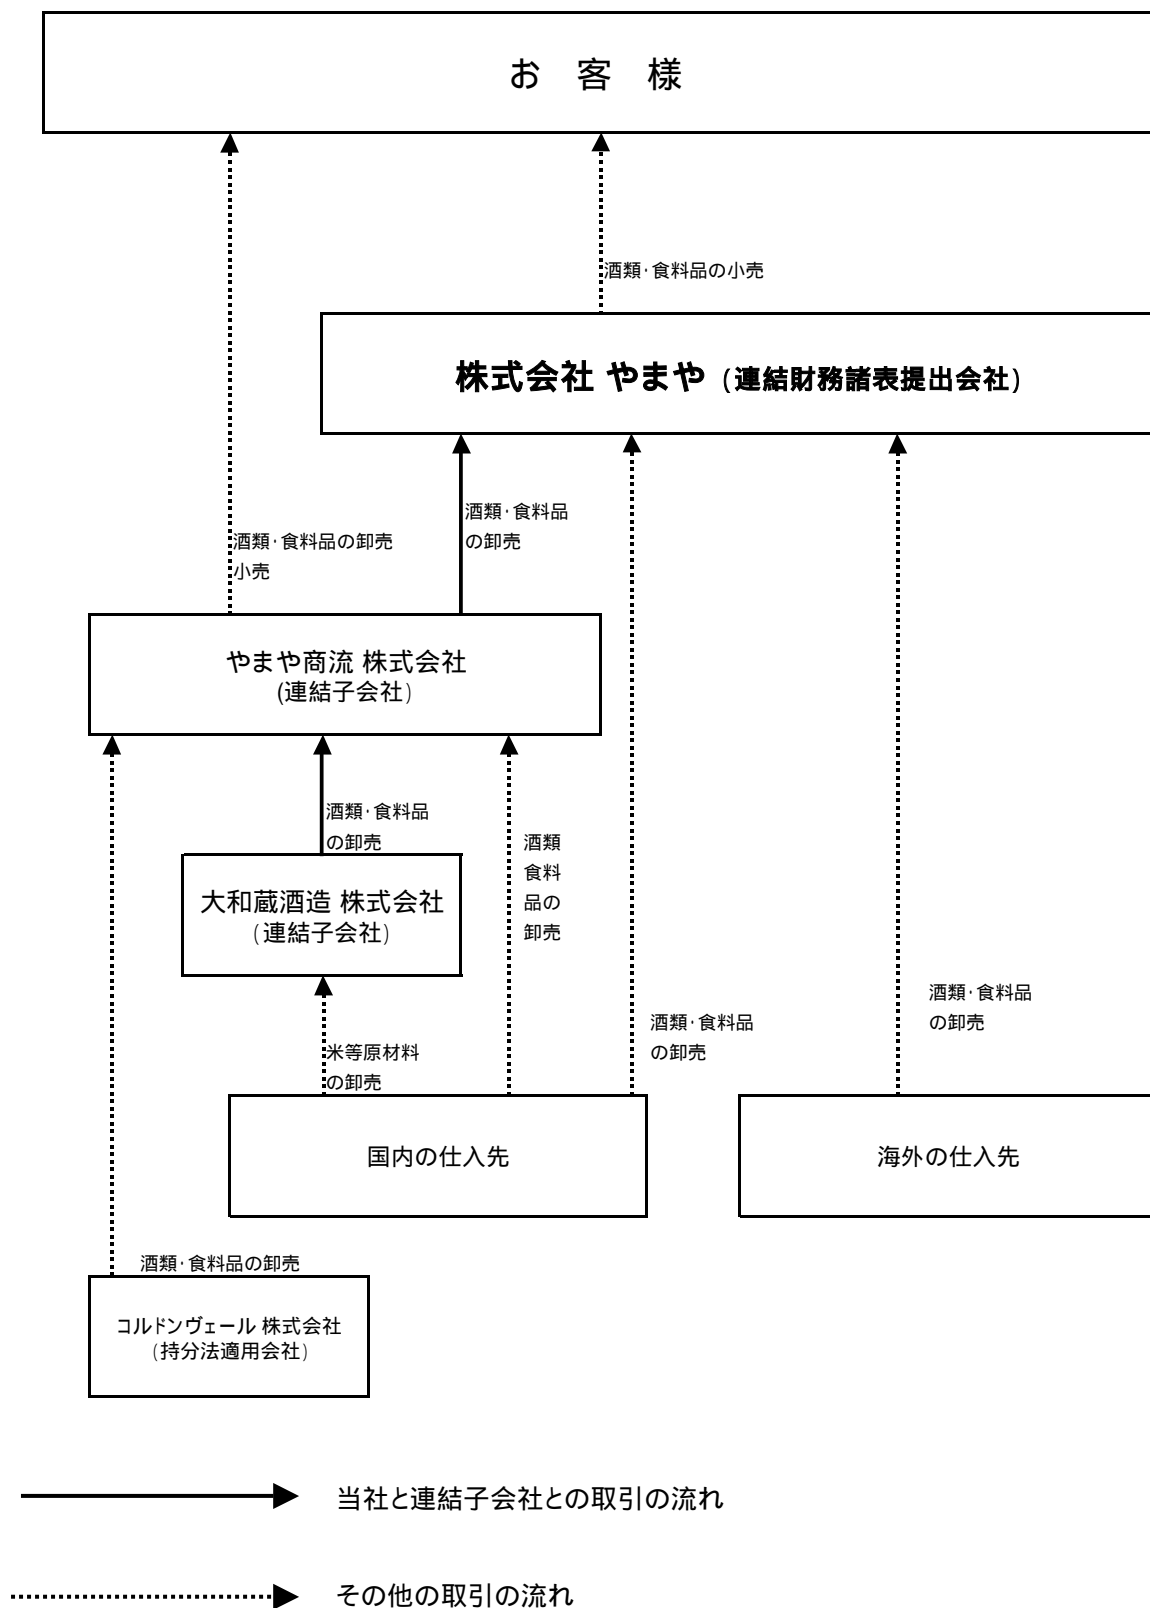 お 客 様
酒類･食料品の小売
株式会社 やまや (連結財務諸表提出会社)
酒類･食料品
の卸売
酒類･食料品の卸売
小売
やまや商流 株式会社
(連結子会社)
酒類･食料品
の卸売
酒類
食料
品の
卸売
大和蔵酒造 株式会社
(連結子会社)
酒類･食料品
の卸売
酒類･食料品
の卸売
米等原材料
の卸売
国内の仕入先
海外の仕入先
酒類･食料品の卸売
コルドンヴェール 株式会社
(持分法適用会社)
当社と連結子会社との取引の流れ
その他の取引の流れ